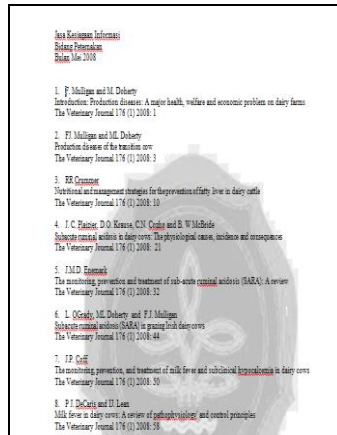 Jasa Kesiagaan Informasi
Bidang Peternakan
Bulan Mei 2008
1. F. Mulligan and M. Doherty
Introduction: Production diseases: A major health, welfare and economic problem on dairy farms
The Veterinary Journal 176 (1) 2008: 1
2. FJ. Mulligan and ML Doherty
Production diseases of the transition cow
The Veterinary Journal 176 (1) 2008: 3
3. RR Grummer
Nutritional and management strategies for the prevention of fatty liver in dairy cattle
The Veterinary Journal 176 (1) 2008: 10
4. J. C. Plaizier, D.O. Krause, C.N. Gozho and B. W McBride
Subacute ruminal acidosis in dairy cows: The physiological causes, incidence and consequences
The Veterinary Journal 176 (1) 2008: 21
5. J.M.D. Enemark
The monitoring, prevention and treatment of sub-acute ruminal acidosis (SARA): A review
The Veterinary Journal 176 (1) 2008: 32
6. L. OGrady, ML Doherty and F.J. Mulligan
Subacute ruminal acidosis (SARA) in grazing Irish dairy cows
The Veterinary Journal 176 (1) 2008: 44
7. J.P. Goff
The monitoring, prevention, and treatment of milk fever and subclinical hypocalcemia in dairy cows
The Veterinary Journal 176 (1) 2008: 50
8. P J. DeGaris and IJ. Lean
Milk fever in dairy cows: A review of pathophysiology and control principles
The Veterinary Journal 176 (1) 2008: 58